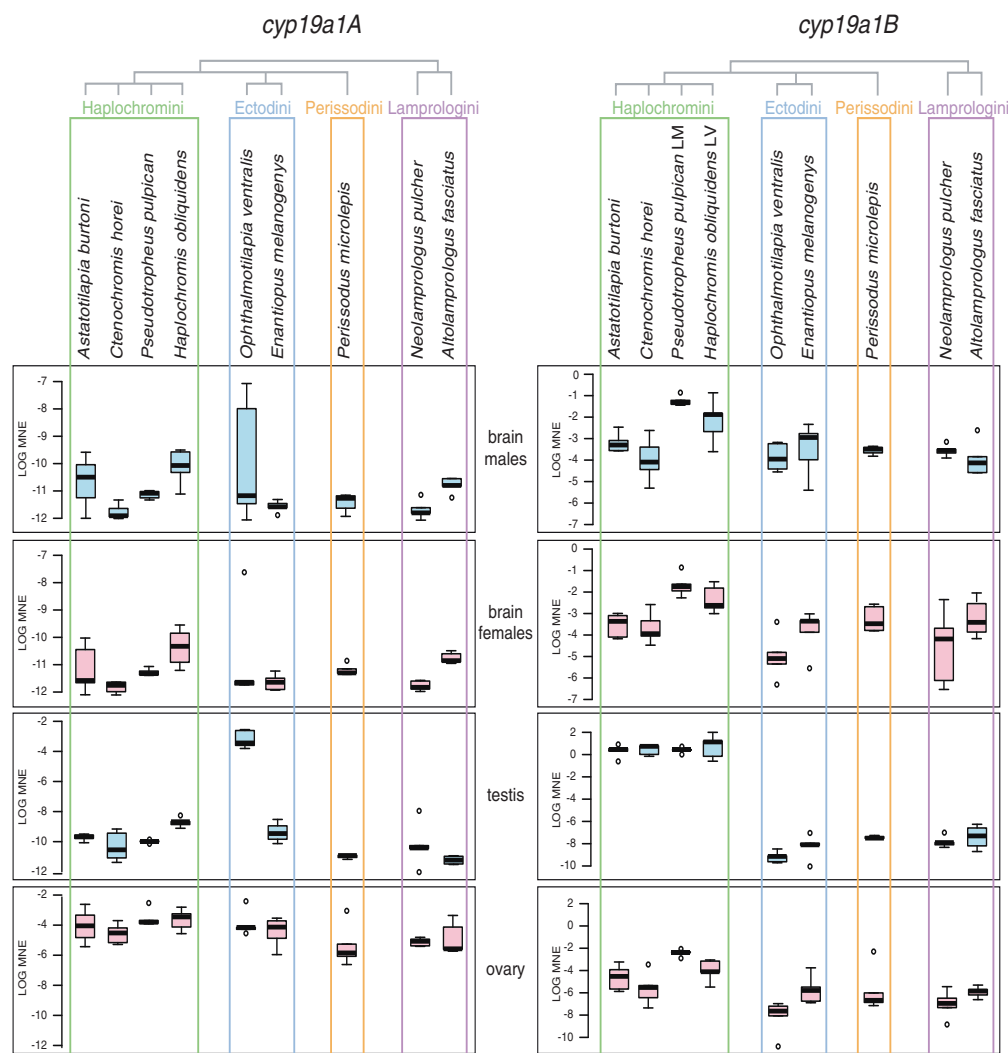 cyp19a1A
cyp19a1B
Haplochromini
Ectodini
Perissodini
Lamprologini
Haplochromini
Ectodini
Perissodini
Lamprologini
Astatotilapia burtoni
Ctenochromis horei
Pseudotropheus pulpican
Haplochromis obliquidens
Ophthalmotilapia ventralis
Enantiopus melanogenys
Perissodus microlepis
Neolamprologus pulcher
Altolamprologus fasciatus
Astatotilapia burtoni
Ctenochromis horei
Pseudotropheus pulpican LM
Haplochromis obliquidens LV
Ophthalmotilapia ventralis
Enantiopus melanogenys
Perissodus microlepis
Neolamprologus pulcher
Altolamprologus fasciatus
LOG MNE
-7
-8
-9
-10
-11
-12
brain
males
LOG MNE
0
-1
-2
-3
-4
-5
-6
-7
LOG MNE
-7
-8
-9
-10
-11
-12
brain
females
LOG MNE
0
-1
-2
-3
-4
-5
-6
-7
LOG MNE
-2
-4
-6
-8
-10
-12
testis
LOG MNE
2
0
-2
-4
-6
-8
-10
LOG MNE
-2
-4
-6
-8
-10
-12
ovary
LOG MNE
2
0
-2
-4
-6
-8
-10